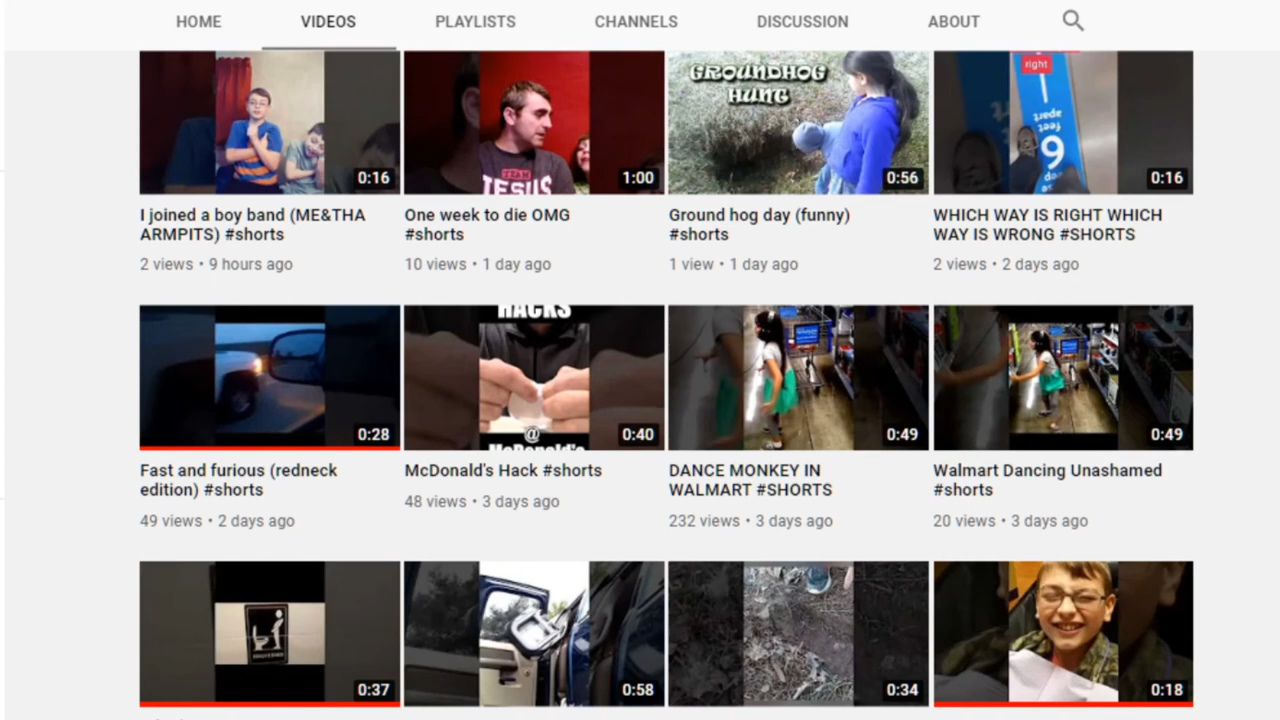 HOME VIDEOS PLAYLISTS CHANNELS DISCUSSION ABOUT
right
apart
feet
6
0:16
TEAM
JESUS
1:00
GROUNDHOG
HUNT
0:56
0:16
I joined a boy band (ME&THA
ARMPITS) #shorts
2 views • 9 hours ago
One week to die OMG
#shorts
10 views • 1 day ago
Ground hog day (funny)
#shorts
1 view • 1 day ago
WHICH WAY IS RIGHT WHICH
WAY IS WRONG #SHORTS
2 views • 2 days ago
0:28
HACKS
@
McDonald's
0:40
0:49
0:49
Fast and furious (redneck
edition) #shorts
49 views • 2 days ago
McDonald's Hack #shorts
48 views • 3 days ago
DANCE MONKEY IN
WALMART #SHORTS
232 views • 3 days ago
Walmart Dancing Unashamed
#shorts
20 views • 3 days ago
0:37
0:58
0:34
0:18